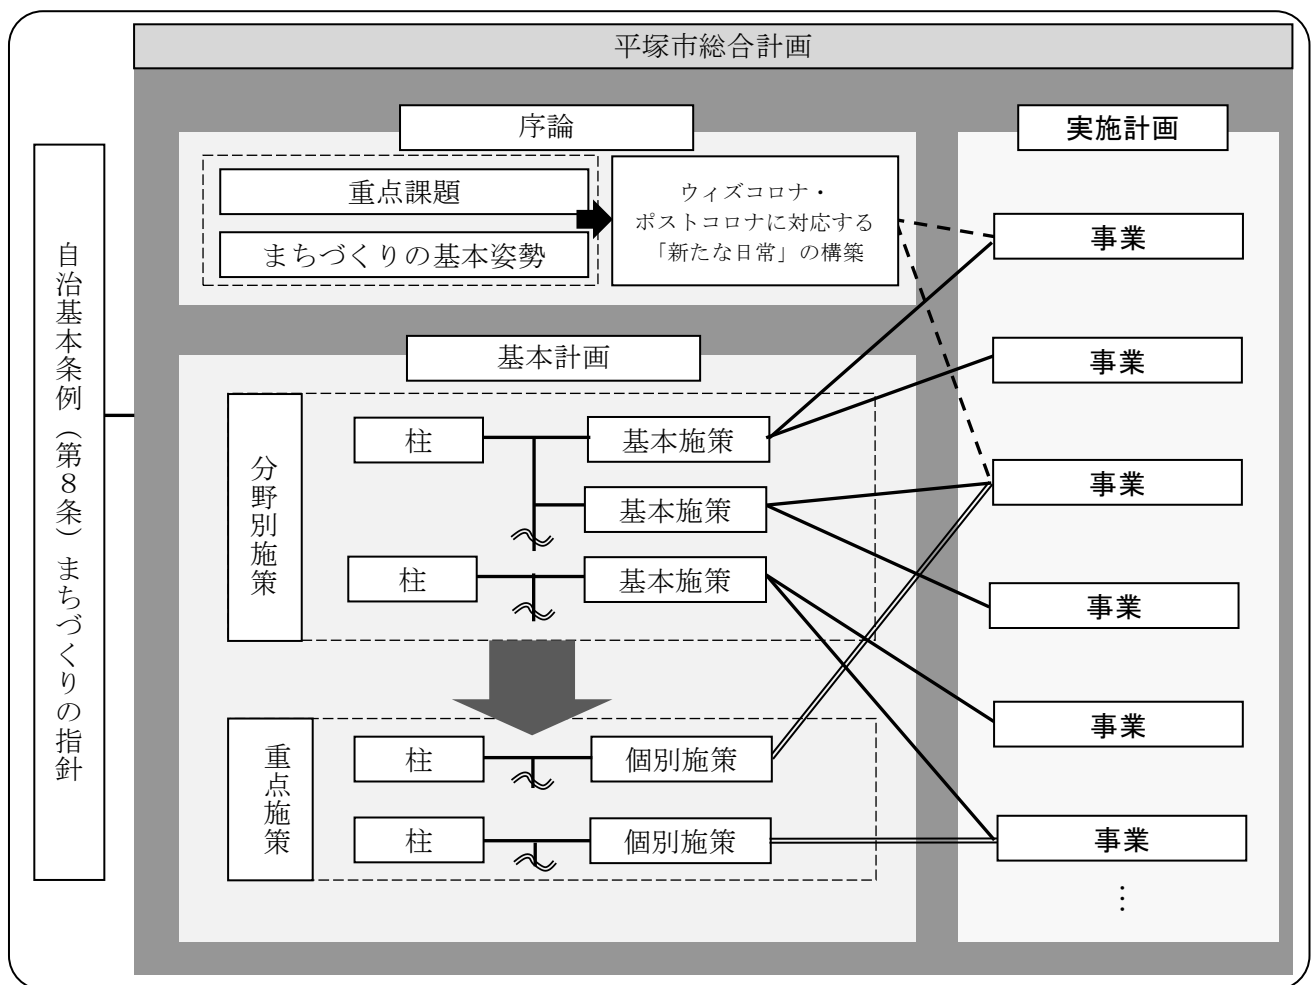 平塚市総合計画
自治基本条例（第８条）まちづくりの指針
序論
重点課題
まちづくりの基本姿勢
ウィズコロナ・
ポストコロナに対応する
「新たな日常」の構築
基本計画
分野別施策
柱
基本施策
基本施策
柱
基本施策
重点施策
柱
個別施策
柱
個別施策
実施計画
事業
事業
事業
事業
事業
事業
…